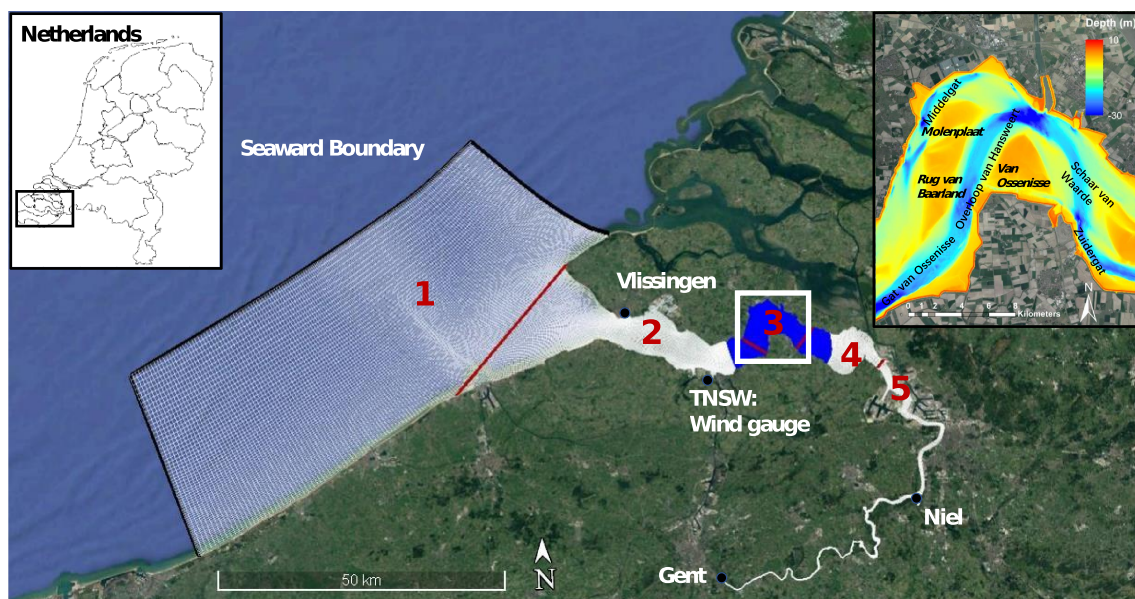 Netherlands
Seaward Boundary
1
Vlissingen
2
3
4
5
TNSW:
Wind gauge
Niel
Gent
50 km
N
Depth (m)
10
-30
Middelgat
Molenplaat
Rug van
Baarland
Overloop van Hansweert
Van
Ossenisse
Schaar van
Waarde
Zuidergat
Gat van Ossenisse
N
0 1 2 4 6 8
Kilometers